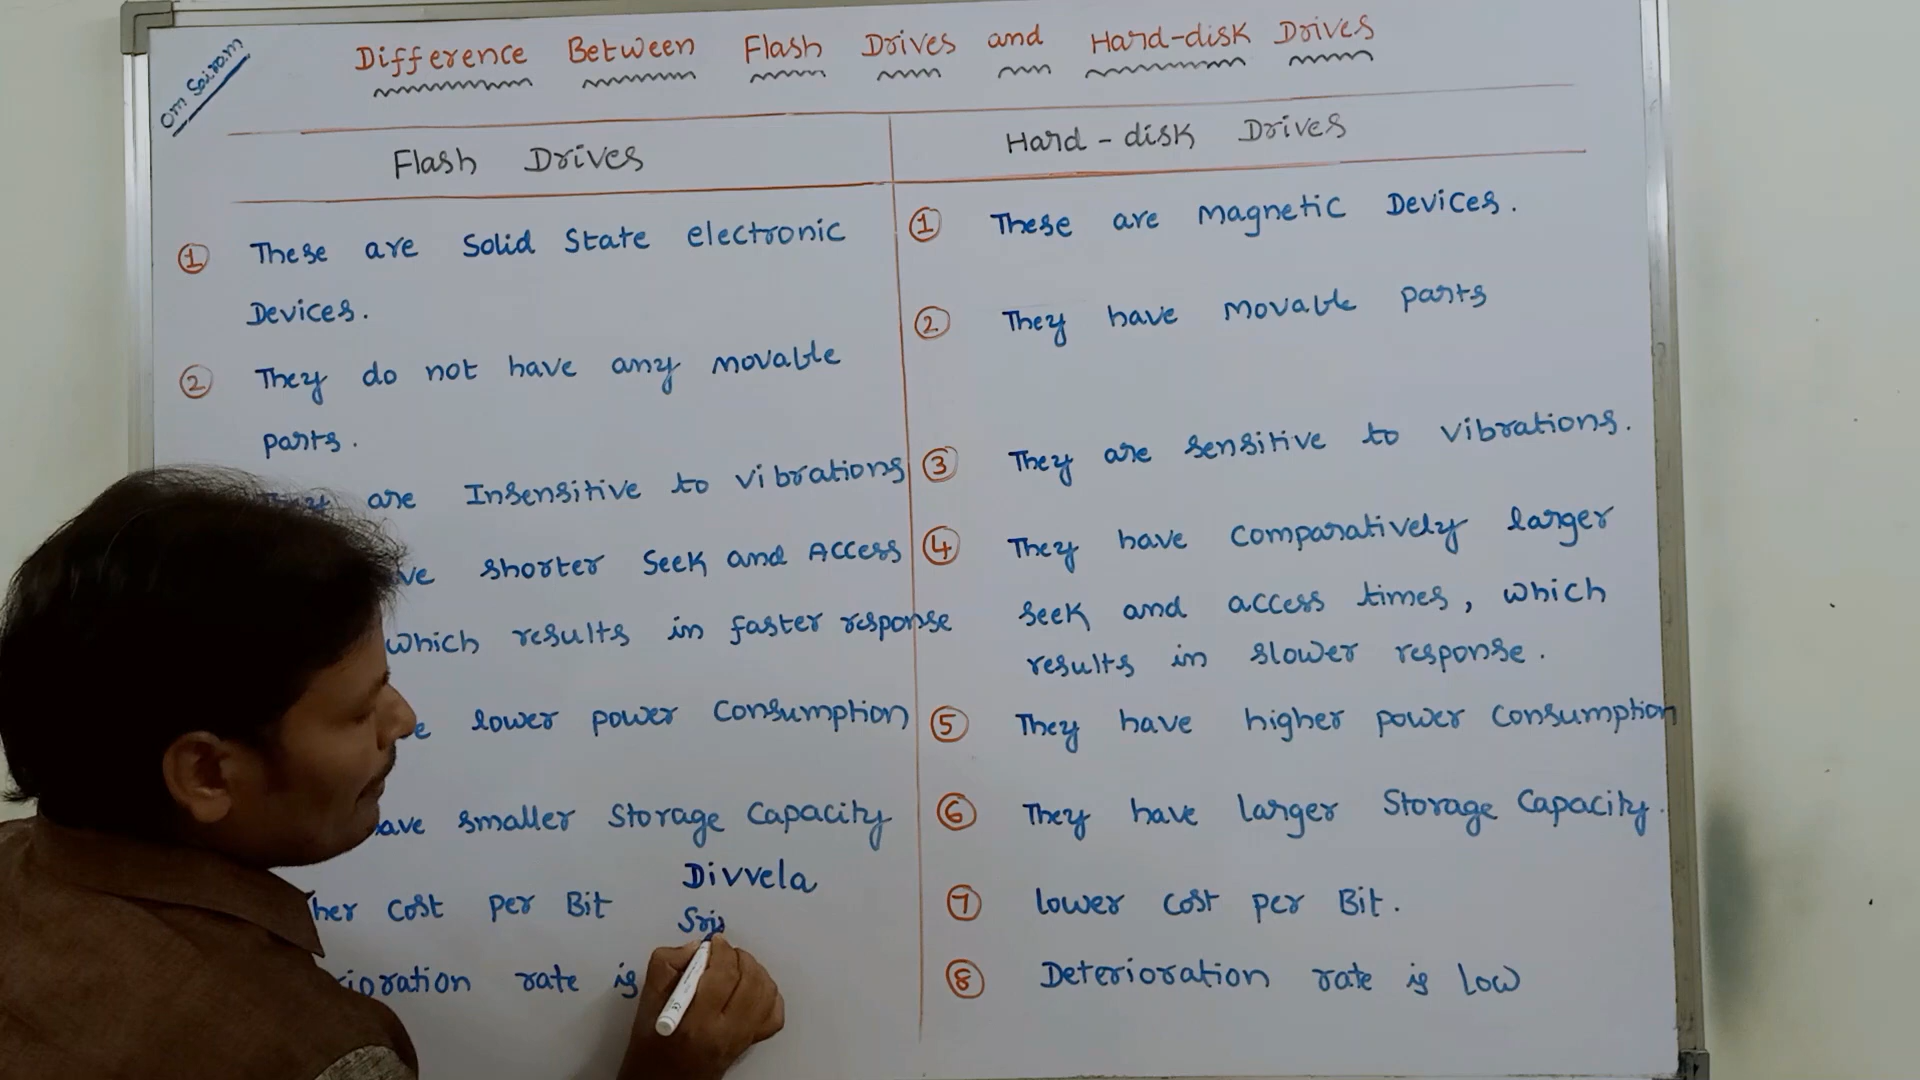 Om Sairam
Difference Between Flash Drives and Hard-disk Drives
Flash Drives
① These are Solid State electronic
Devices.
② They do not have any movable
parts.
They are Insensitive to vibrations
shorter Seek and Access
which results in faster response
lower power consumption
have smaller Storage Capacity
cost per Bit
rate is
Divvela
Hard-disk Drives
① These are Magnetic Devices.
② They have Movable parts
③ They are sensitive to vibrations.
④ They have comparatively larger
seek and access times, which
results in slower response.
⑤ They have higher power consumption
⑥ They have larger Storage Capacity.
⑦ lower cost per Bit.
⑧ Deterioration rate is low